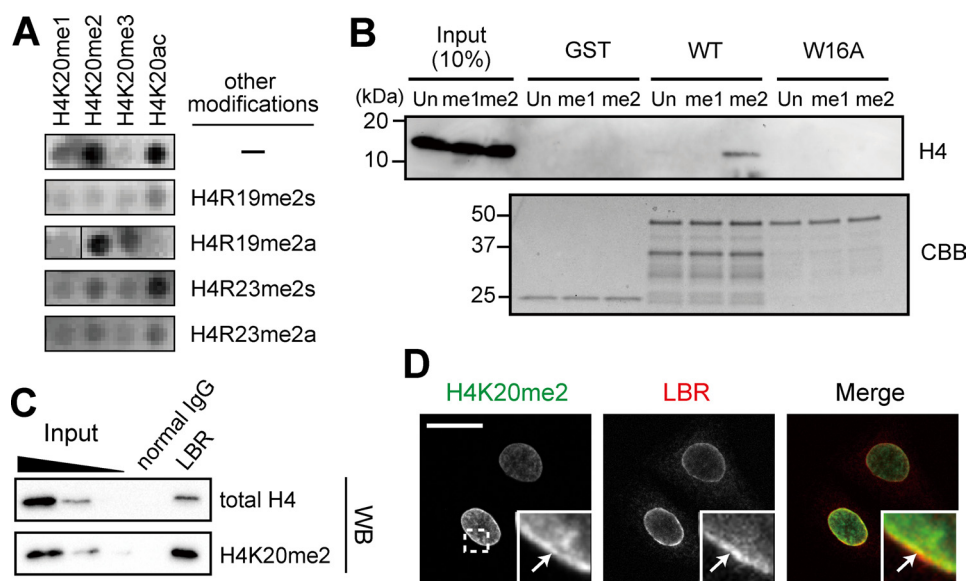 A
H4K20me1
H4K20me2
H4K20me3
H4K20ac
other
modifications
—
H4R19me2s
H4R19me2a
H4R23me2s
H4R23me2a
B
Input
(10%)
GST
WT
W16A
(kDa) Un me1 me2 Un me1 me2 Un me1 me2 Un me1 me2
20
10
H4
50
37
25
CBB
C
Input
normal IgG
LBR
total H4
H4K20me2
WB
D
H4K20me2
LBR
Merge